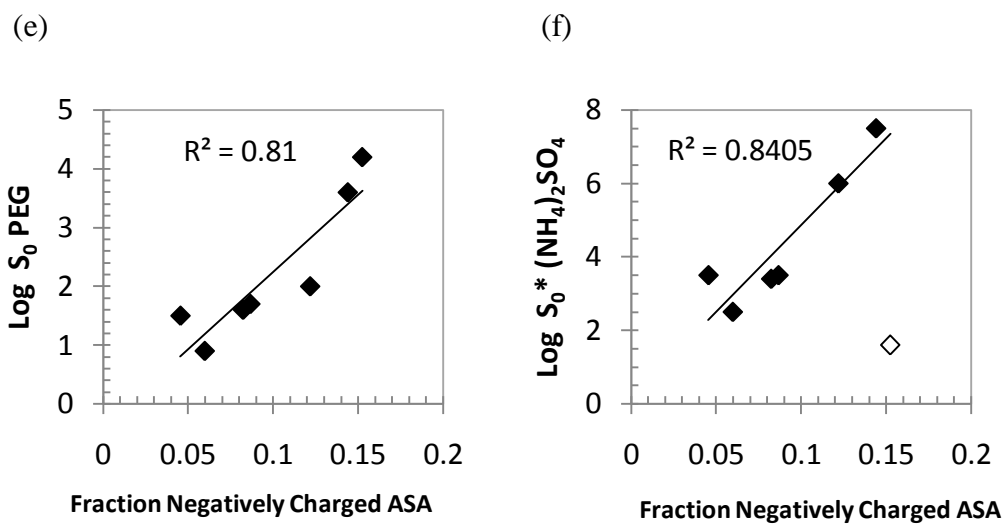 (e)
5
4
3
2
1
0
Log S₀ PEG
R² = 0.81
0 0.05 0.1 0.15 0.2
Fraction Negatively Charged ASA
(f)
8
6
4
2
0
Log S₀* (NH₄)₂SO₄
R² = 0.8405
0 0.05 0.1 0.15 0.2
Fraction Negatively Charged ASA